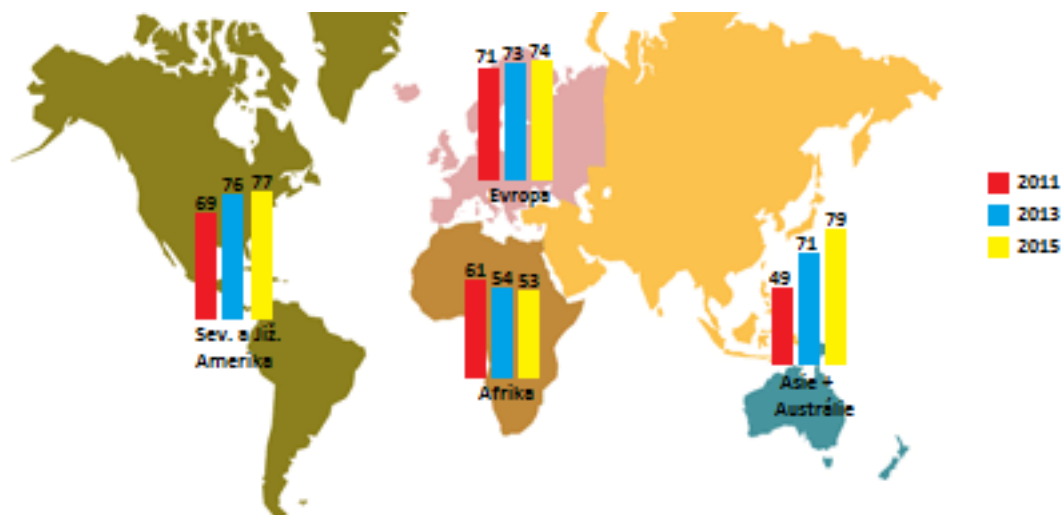 71 73 74
Evropa
69 76 77
Sev. a Již.
Amerika
61 54 53
Afrika
49 71 79
Asie +
Austrálie
2011
2013
2015